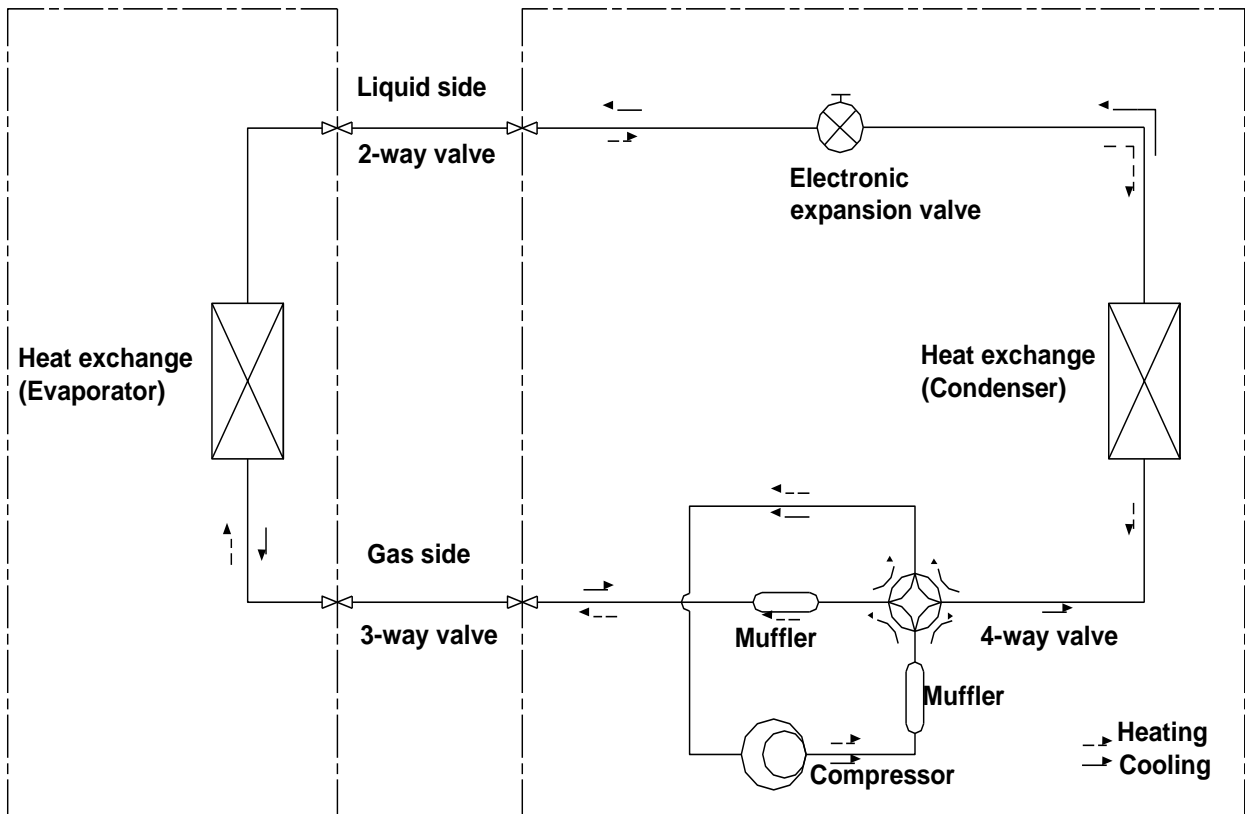 Liquid side
2-way valve
Electronic
expansion valve
Heat exchange
(Evaporator)
Heat exchange
(Condenser)
Gas side
3-way valve
Muffler
4-way valve
Muffler
Compressor
Heating
Cooling